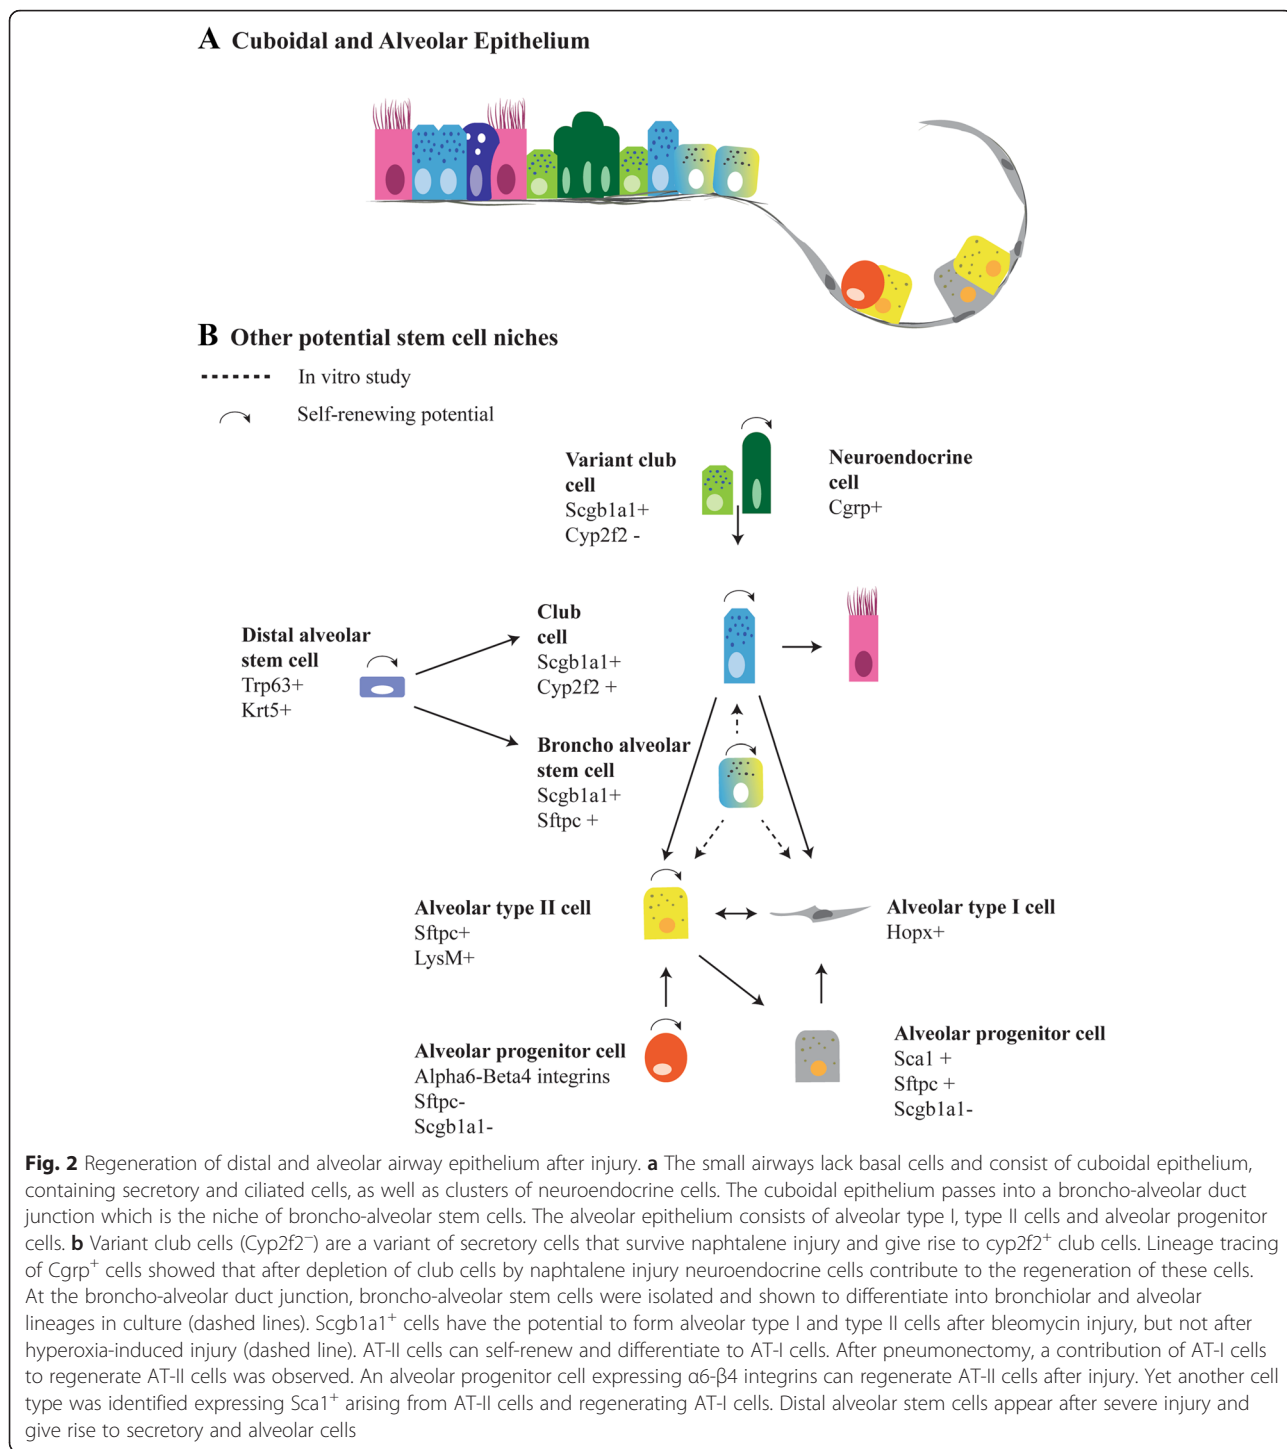 A Cuboidal and Alveolar Epithelium
B Other potential stem cell niches
In vitro study
Self-renewing potential
Variant club
cell
Scgb1a1+
Cyp2f2 -
Neuroendocrine
cell
Cgrp+
Distal alveolar
stem cell
Trp63+
Krt5+
Club
cell
Scgb1a1+
Cyp2f2 +
Broncho alveolar
stem cell
Scgb1a1+
Sftpc +
Alveolar type II cell
Sftpc+
LysM+
Alveolar type I cell
Hopx+
Alveolar progenitor cell
Alpha6-Beta4 integrins
Sftpc-
Scgb1a1-
Alveolar progenitor cell
Sca1 +
Sftpc +
Scgb1a1-
Fig. 2 Regeneration of distal and alveolar airway epithelium after injury. a The small airways lack basal cells and consist of cuboidal epithelium,
containing secretory and ciliated cells, as well as clusters of neuroendocrine cells. The cuboidal epithelium passes into a broncho-alveolar duct
junction which is the niche of broncho-alveolar stem cells. The alveolar epithelium consists of alveolar type I, type II cells and alveolar progenitor
cells. b Variant club cells (Cyp2f2⁻) are a variant of secretory cells that survive naphtalene injury and give rise to cyp2f2⁺ club cells. Lineage tracing
of Cgrp⁺ cells showed that after depletion of club cells by naphtalene injury neuroendocrine cells contribute to the regeneration of these cells.
At the broncho-alveolar duct junction, broncho-alveolar stem cells were isolated and shown to differentiate into bronchiolar and alveolar
lineages in culture (dashed lines). Scgb1a1⁺ cells have the potential to form alveolar type I and type II cells after bleomycin injury, but not after
hyperoxia-induced injury (dashed line). AT-II cells can self-renew and differentiate to AT-I cells. After pneumonectomy, a contribution of AT-I cells
to regenerate AT-II cells was observed. An alveolar progenitor cell expressing α6-β4 integrins can regenerate AT-II cells after injury. Yet another cell
type was identified expressing Sca1⁺ arising from AT-II cells and regenerating AT-I cells. Distal alveolar stem cells appear after severe injury and
give rise to secretory and alveolar cells